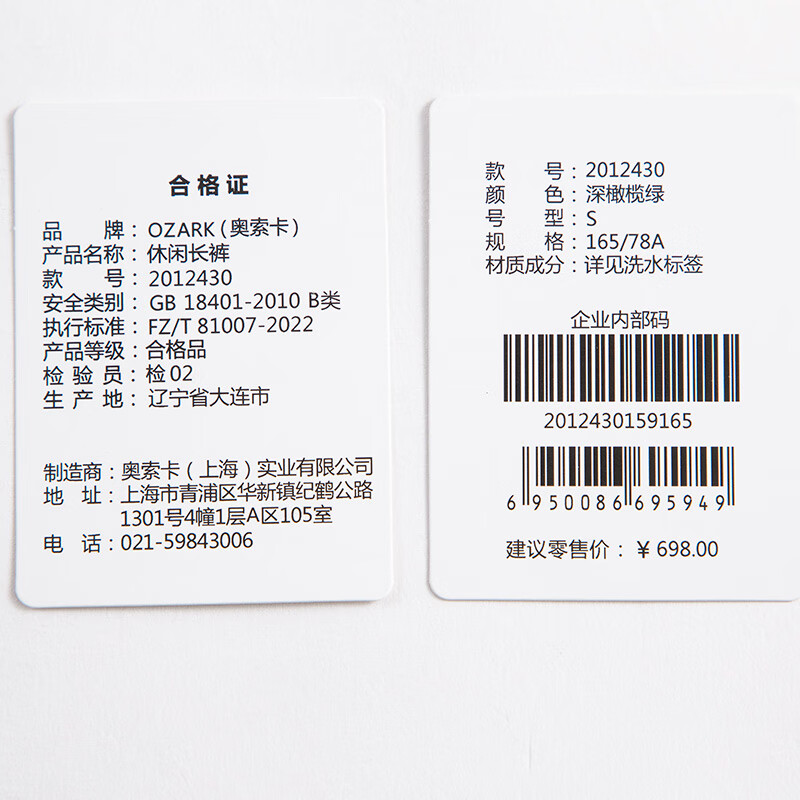 合格证
品 牌：OZARK（奥索卡）
产品名称：休闲长裤
款 号：2012430
安全类别：GB 18401-2010 B类
执行标准：FZ/T 81007-2022
产品等级：合格品
检 验 员：检02
生 产 地：辽宁省大连市
制造商：奥索卡（上海）实业有限公司
地 址：上海市青浦区华新镇纪鹤公路
1301号4幢1层A区105室
电 话：021-59843006
款 号：2012430
颜 色：深橄榄绿
号 型：S
规 格：165/78A
材质成分：详见洗水标签
企业内部码
2012430159165
6 950086 695949
建议零售价：￥698.00